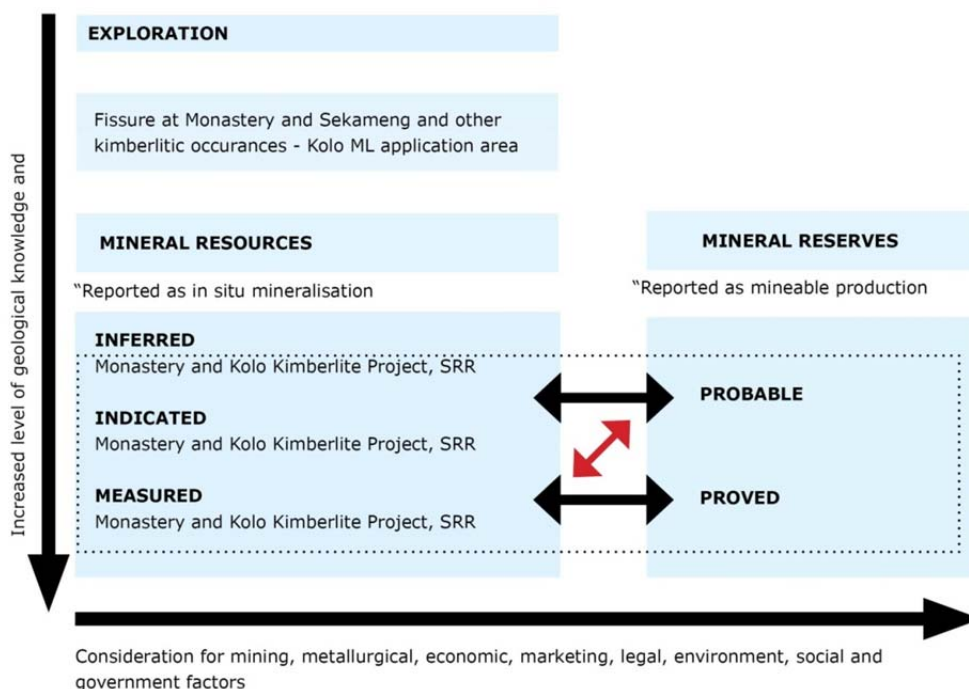 EXPLORATION
Fissure at Monastery and Sekameng and other
kimberlitic occurances - Kolo ML application area
Increased level of geological knowledge and
MINERAL RESOURCES
MINERAL RESERVES
“Reported as in situ mineralisation
“Reported as mineable production
INFERRED
Monastery and Kolo Kimberlite Project, SRR
PROBABLE
INDICATED
Monastery and Kolo Kimberlite Project, SRR
MEASURED
PROVED
Monastery and Kolo Kimberlite Project, SRR
Consideration for mining, metallurgical, economic, marketing, legal, environment, social and
government factors